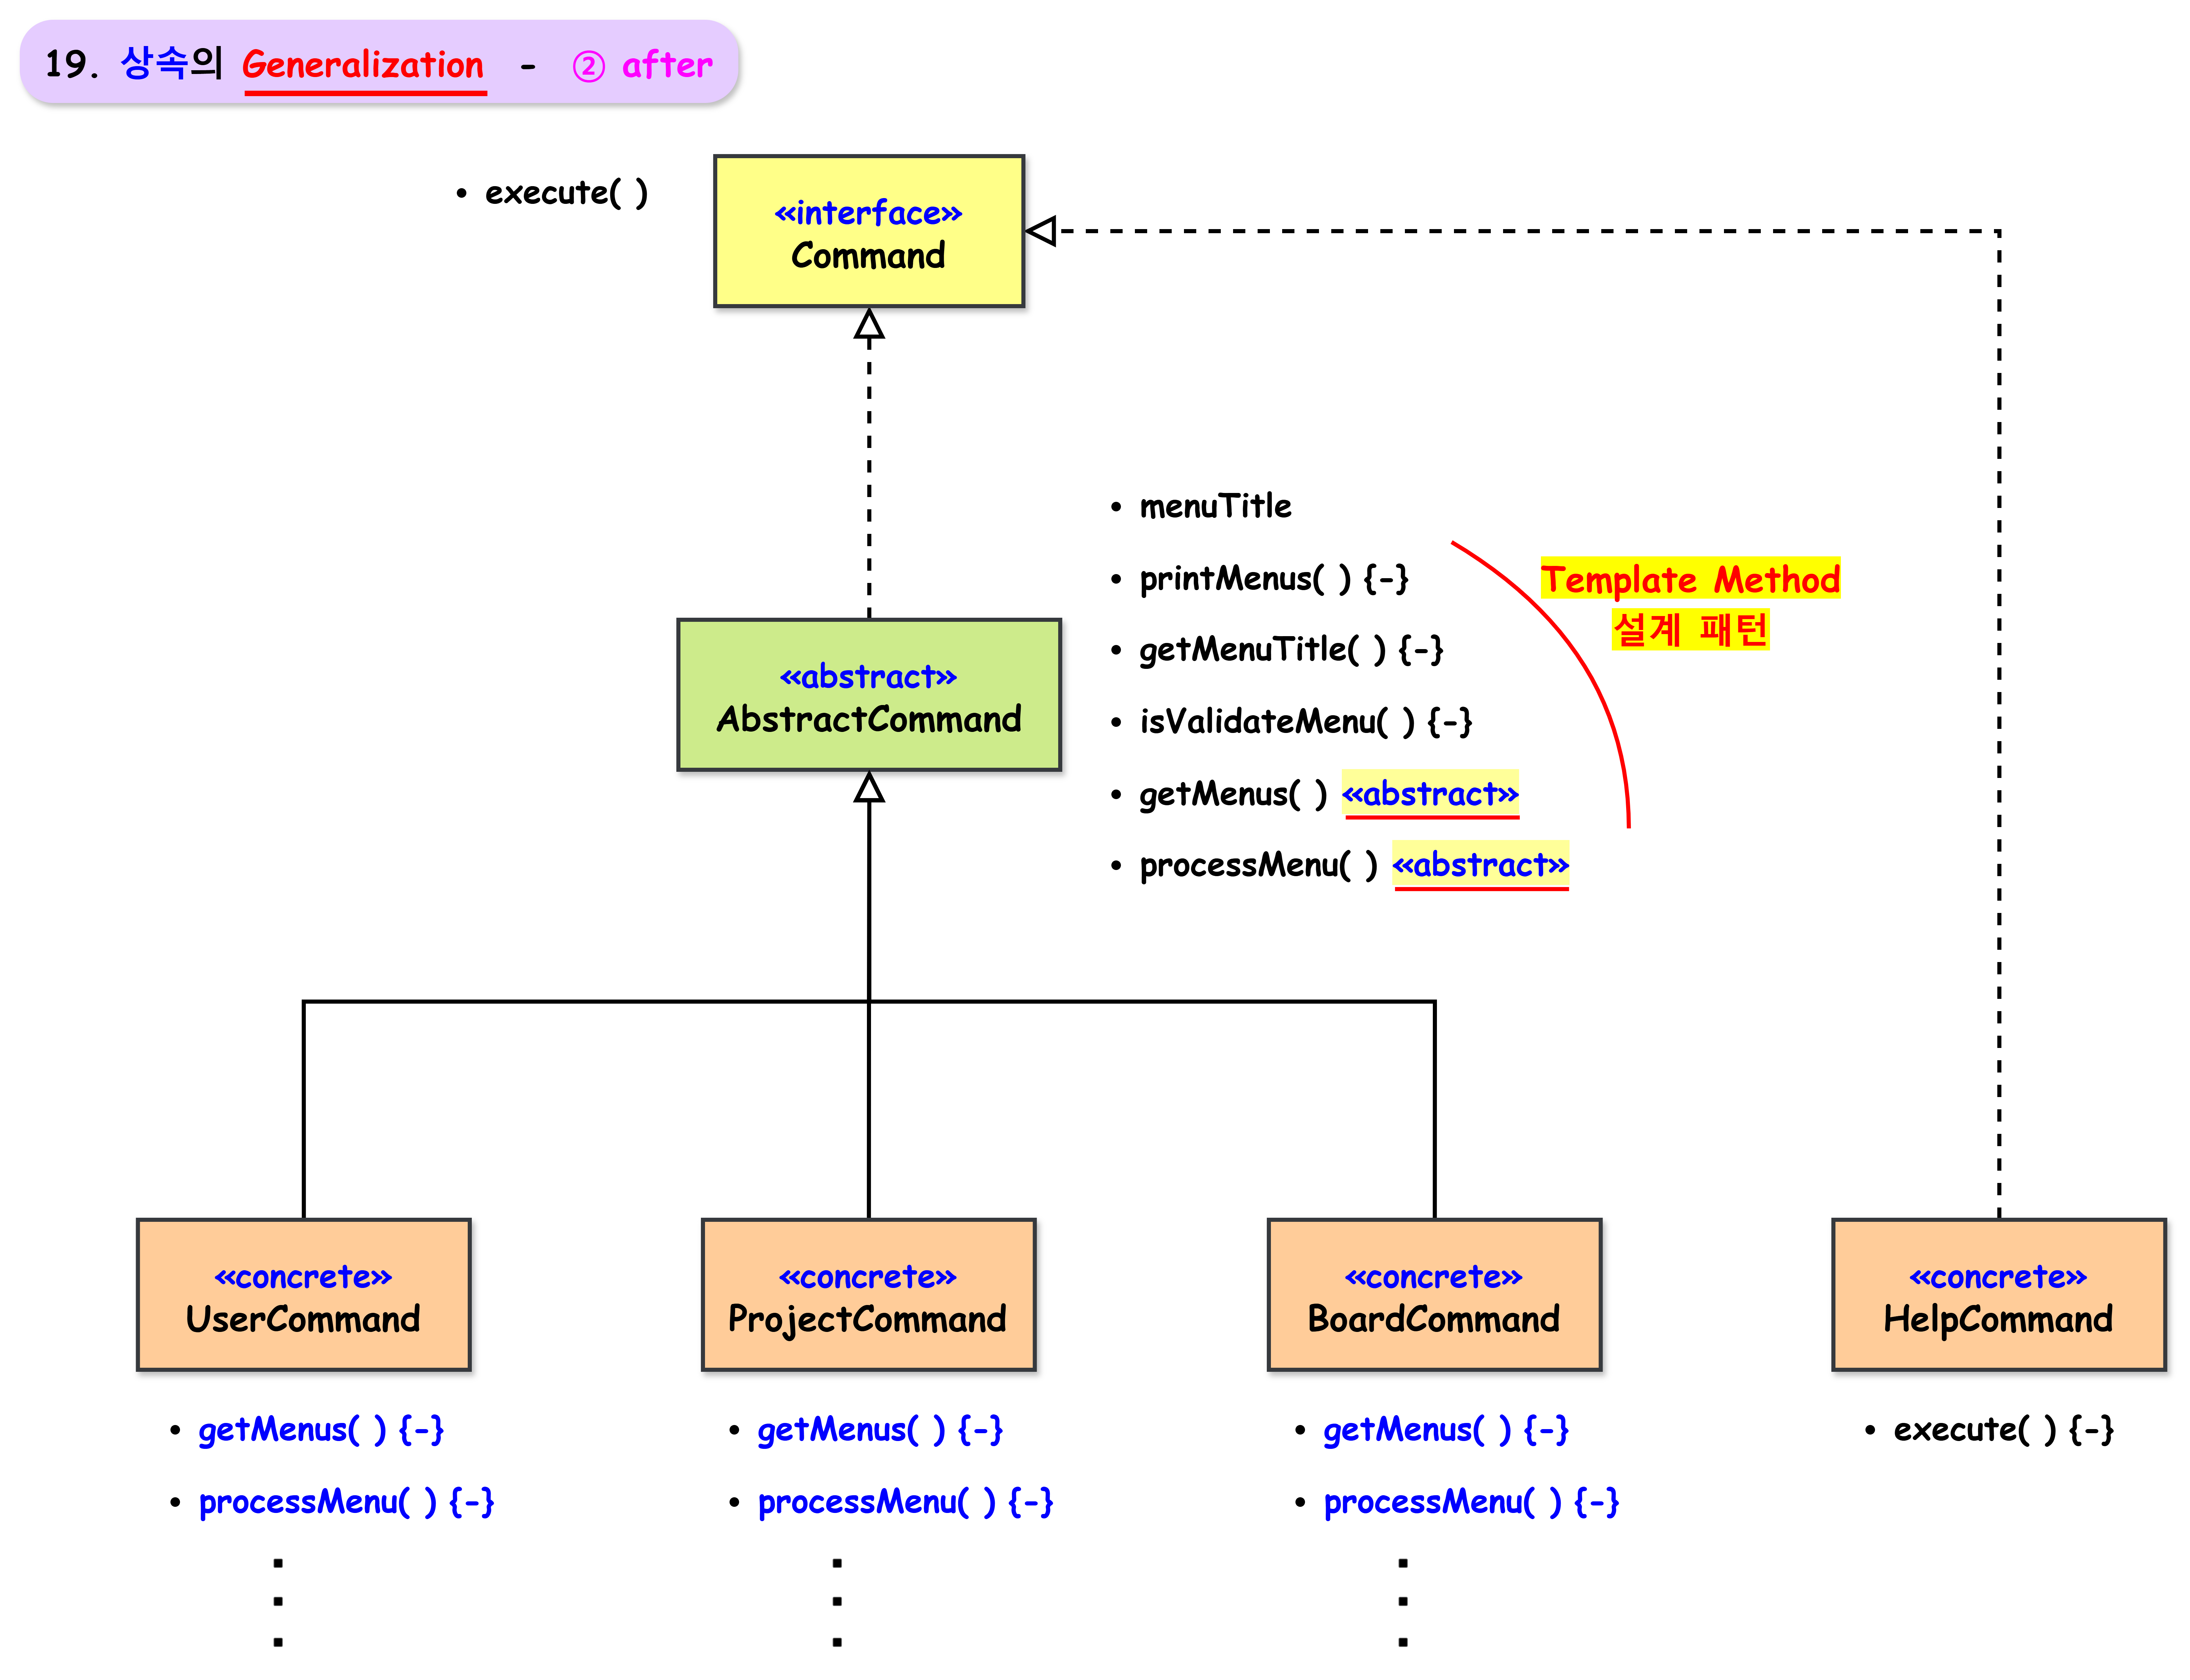 19. 상속의 Generalization - ② after
• execute( )
«interface»
Command
• menuTitle
• printMenus( ) {-}
• getMenuTitle( ) {-}
• isValidateMenu( ) {-}
• getMenus( ) «abstract»
• processMenu( ) «abstract»
Template Method
설계 패턴
«abstract»
AbstractCommand
«concrete»
UserCommand
• getMenus( ) {-}
• processMenu( ) {-}
«concrete»
ProjectCommand
• getMenus( ) {-}
• processMenu( ) {-}
«concrete»
BoardCommand
• getMenus( ) {-}
• processMenu( ) {-}
«concrete»
HelpCommand
• execute( ) {-}